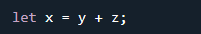 let x = y + z;